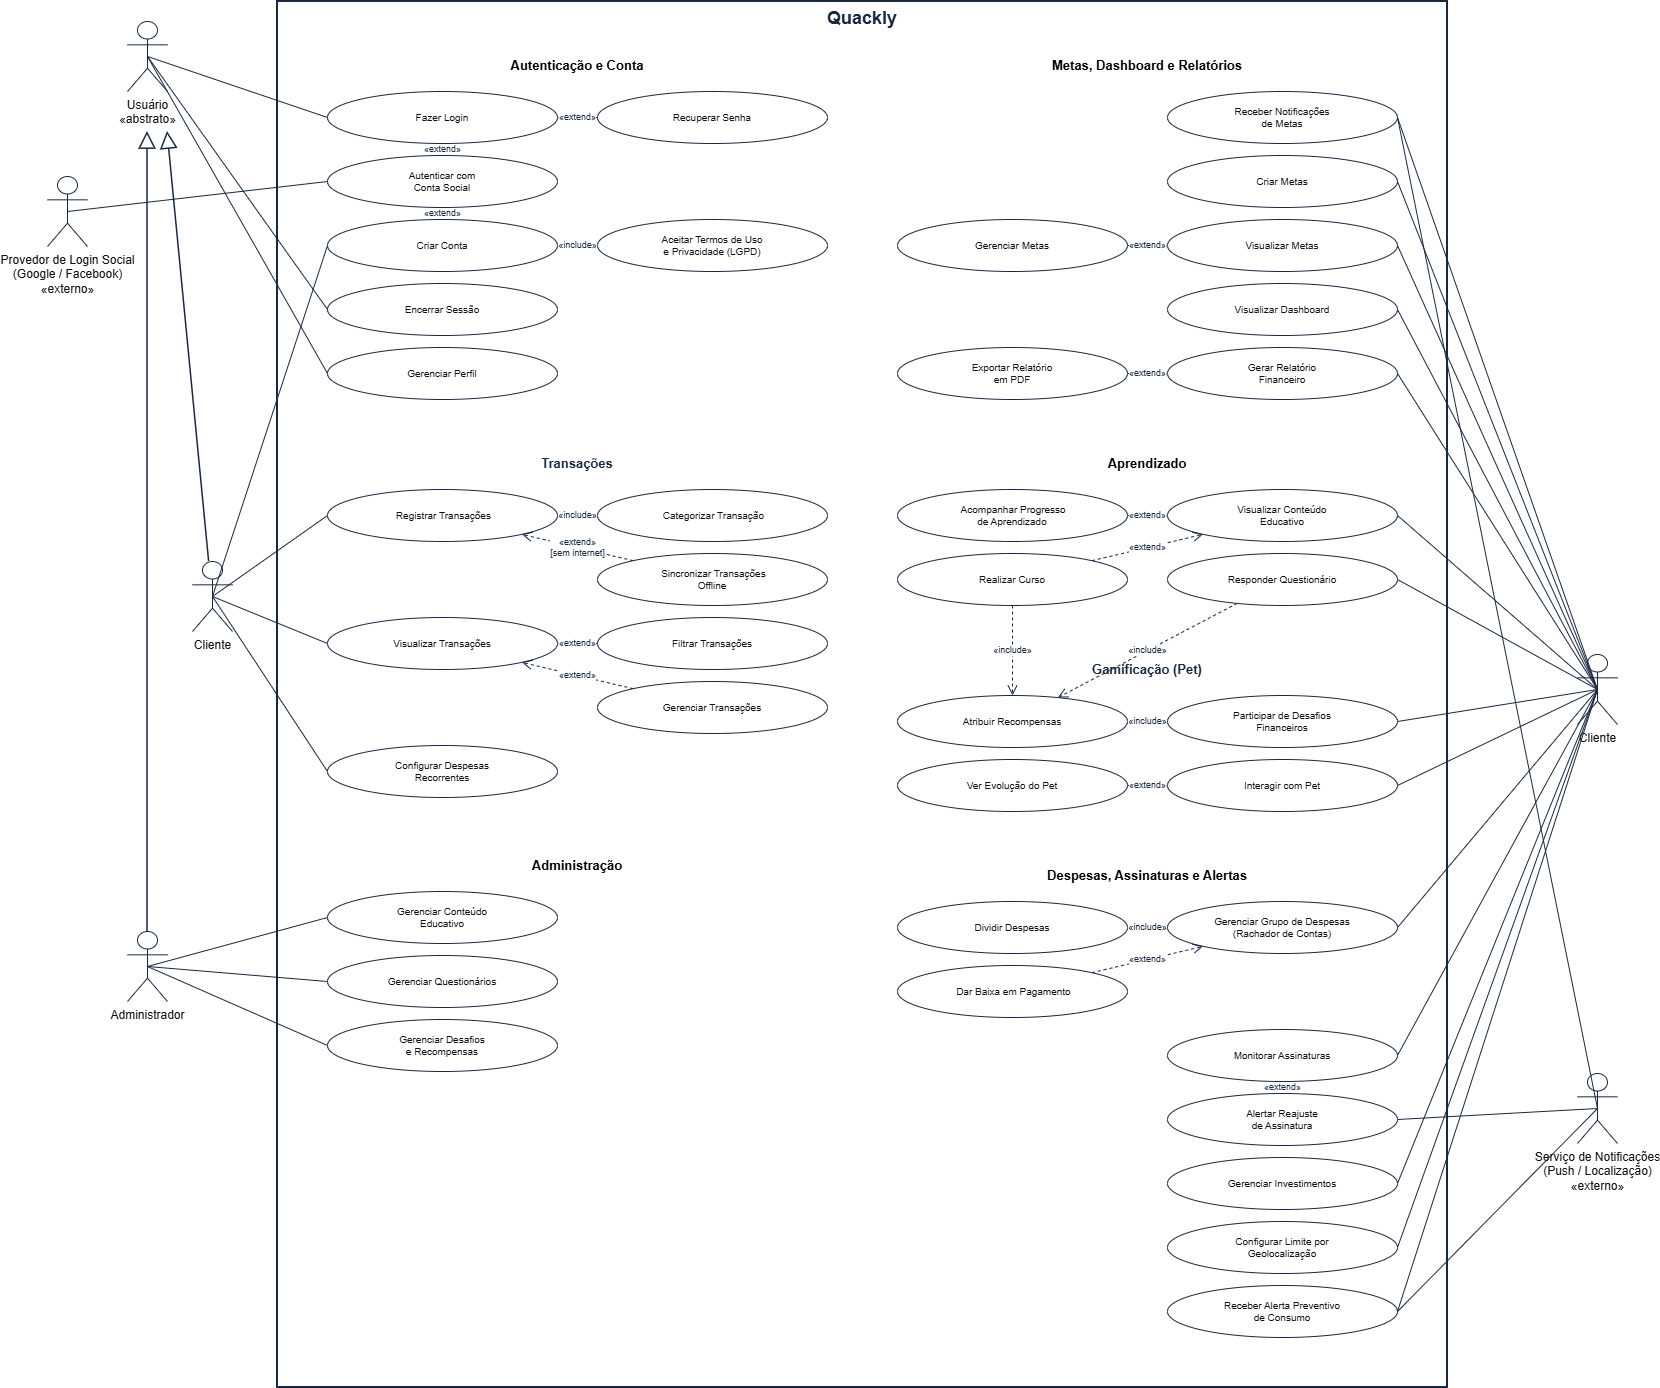 Quackly
Usuário
«abstrato»
Provedor de Login Social
(Google / Facebook)
«externo»
Cliente
Administrador
Autenticação e Conta
Fazer Login
«extend»
Recuperar Senha
«extend»
Autenticar com
Conta Social
«extend»
Criar Conta
«include»
Aceitar Termos de Uso
e Privacidade (LGPD)
Encerrar Sessão
Gerenciar Perfil
Transações
Registrar Transações
«include»
Categorizar Transação
«extend»
[sem internet]
Sincronizar Transações
Offline
Visualizar Transações
«extend»
Filtrar Transações
«extend»
Gerenciar Transações
Configurar Despesas
Recorrentes
Administração
Gerenciar Conteúdo
Educativo
Gerenciar Questionários
Gerenciar Desafios
e Recompensas
Metas, Dashboard e Relatórios
Receber Notificações
de Metas
Criar Metas
Gerenciar Metas
«extend»
Visualizar Metas
Visualizar Dashboard
Exportar Relatório
em PDF
«extend»
Gerar Relatório
Financeiro
Aprendizado
Acompanhar Progresso
de Aprendizado
«extend»
Visualizar Conteúdo
Educativo
«extend»
Realizar Curso
Responder Questionário
«include»
«include»
Gamificação (Pet)
Atribuir Recompensas
«include»
Participar de Desafios
Financeiros
Ver Evolução do Pet
«extend»
Interagir com Pet
Despesas, Assinaturas e Alertas
Dividir Despesas
«include»
Gerenciar Grupo de Despesas
(Rachador de Contas)
«extend»
Dar Baixa em Pagamento
Monitorar Assinaturas
«extend»
Alertar Reajuste
de Assinatura
Gerenciar Investimentos
Configurar Limite por
Geolocalização
Receber Alerta Preventivo
de Consumo
Cliente
Serviço de Notificações
(Push / Localização)
«externo»